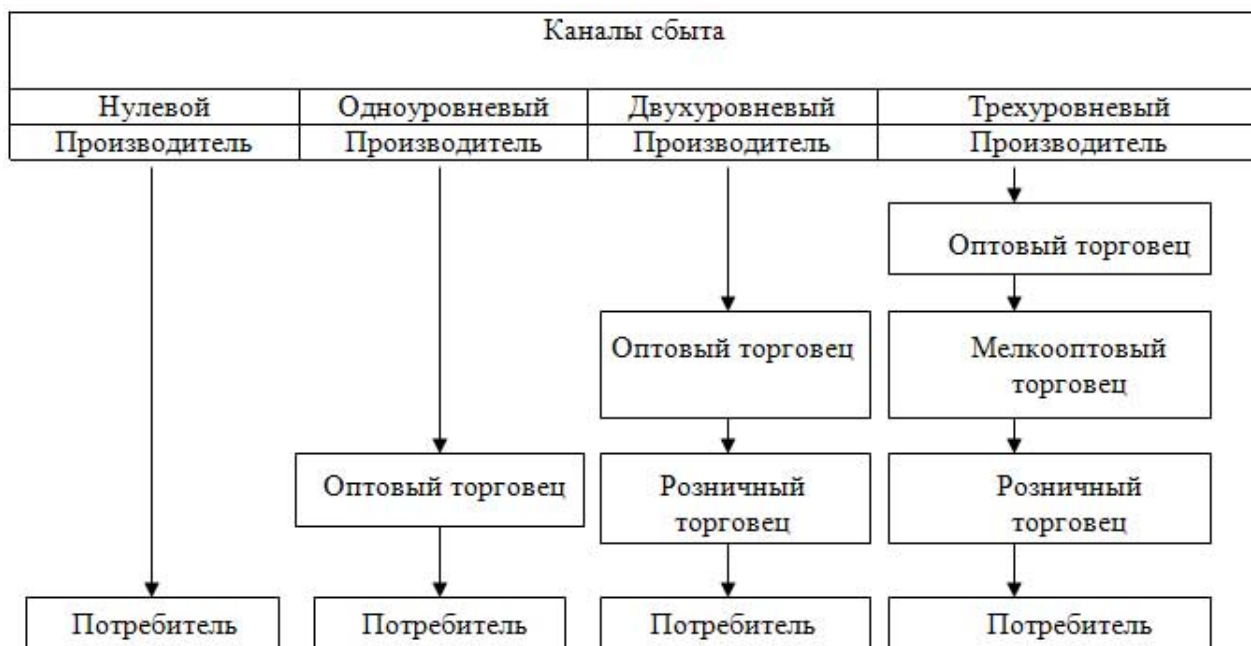 Каналы сбыта
Нулевой Одноуровневый Двухуровневый Трехуровневый
Производитель Производитель Производитель Производитель
Оптовый торговец
Оптовый торговец Мелкооптовый
торговец
Оптовый торговец Розничный Розничный
торговец торговец
Потребитель Потребитель Потребитель Потребитель